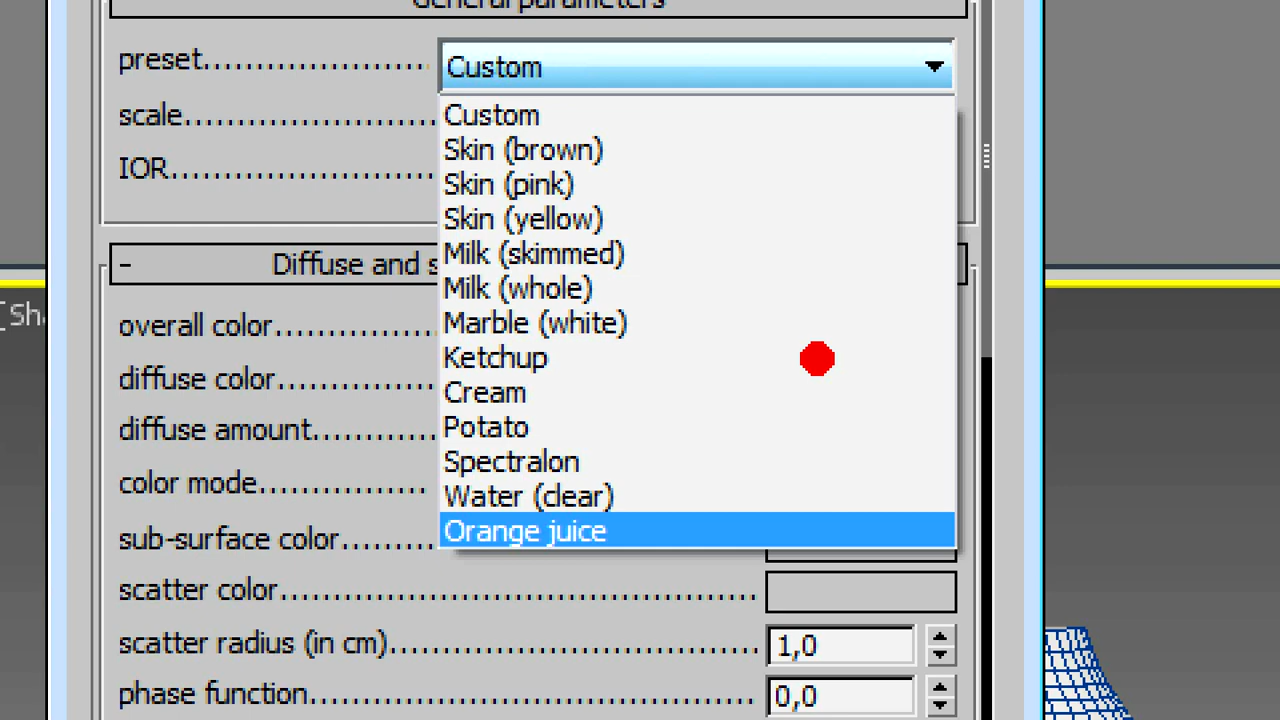 General parameters
preset
Custom
scale
Custom
Skin (brown)
IOR
Skin (pink)
Skin (yellow)
Milk (skimmed)
- Diffuse and s
Milk (whole)
[Sh
overall color
Marble (white)
Ketchup
diffuse color
Cream
diffuse amount
Potato
Spectralon
color mode
Water (clear)
sub-surface color
Orange juice
scatter color
scatter radius (in cm) 1,0
phase function 0,0